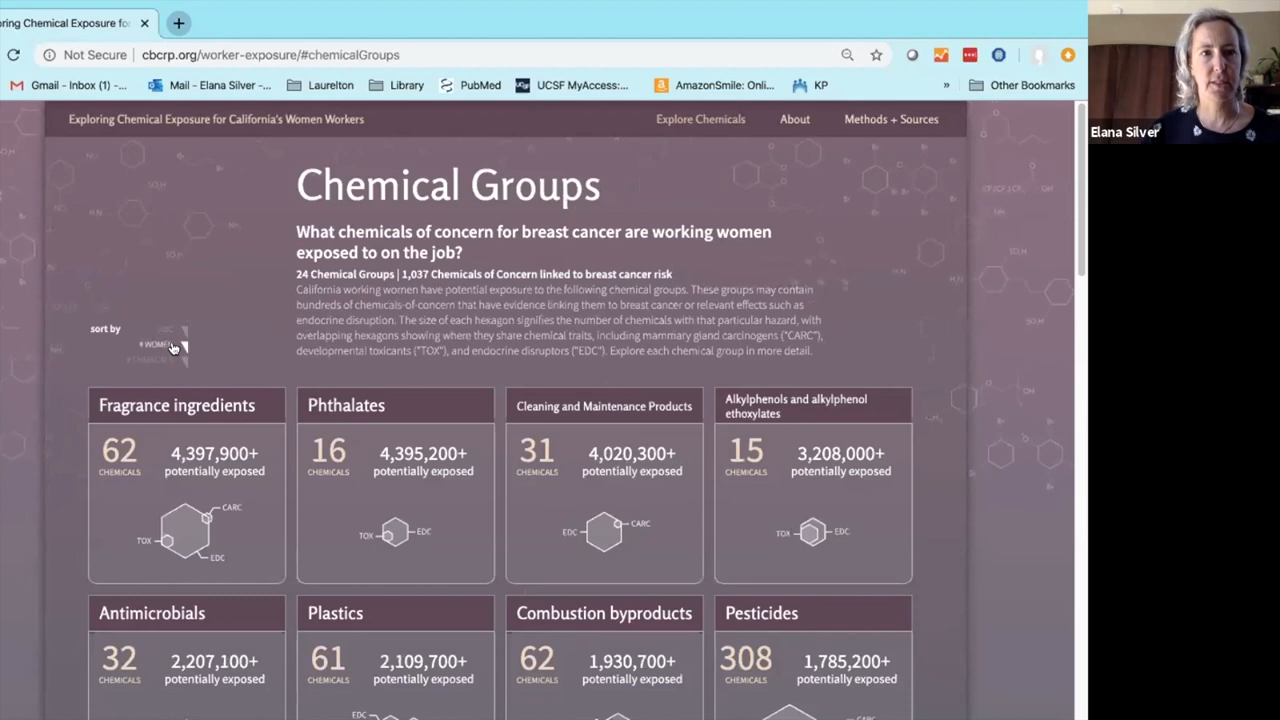 oring Chemical Exposure for
Not Secure
cbcrp.org/worker-exposure/#chemicalGroups
Gmail - Inbox (1) -...
Mail - Elana Silver -...
Laurelton
Library
PubMed
UCSF MyAccess:...
AmazonSmile: Onli...
KP
»
Other Bookmarks
Elana Silver
Exploring Chemical Exposure for California's Women Workers
Explore Chemicals
About
Methods + Sources
Chemical Groups
What chemicals of concern for breast cancer are working women
exposed to on the job?
24 Chemical Groups | 1,037 Chemicals of Concern linked to breast cancer risk
California working women have potential exposure to the following chemical groups. These groups may contain
hundreds of chemicals-of-concern that have evidence linking them to breast cancer or relevant effects such as
endocrine disruption. The size of each hexagon signifies the number of chemicals with that particular hazard, with
overlapping hexagons showing where they share chemical traits, including mammary gland carcinogens ("CARC"),
developmental toxicants ("TOX"), and endocrine disruptors ("EDC"). Explore each chemical group in more detail.
sort by
Fragrance ingredients
62
CHEMICALS
4,397,900+
potentially exposed
CARC
TOX
EDC
Phthalates
16
CHEMICALS
4,395,200+
potentially exposed
TOX
EDC
Cleaning and Maintenance Products
31
CHEMICALS
4,020,300+
potentially exposed
EDC
CARC
Alkylphenols and alkylphenol
ethoxylates
15
CHEMICALS
3,208,000+
potentially exposed
TOX
EDC
Antimicrobials
32
CHEMICALS
2,207,100+
potentially exposed
Plastics
61
CHEMICALS
2,109,700+
potentially exposed
EDC
Combustion byproducts
62
CHEMICALS
1,930,700+
potentially exposed
Pesticides
308
CHEMICALS
1,785,200+
potentially exposed
CARC